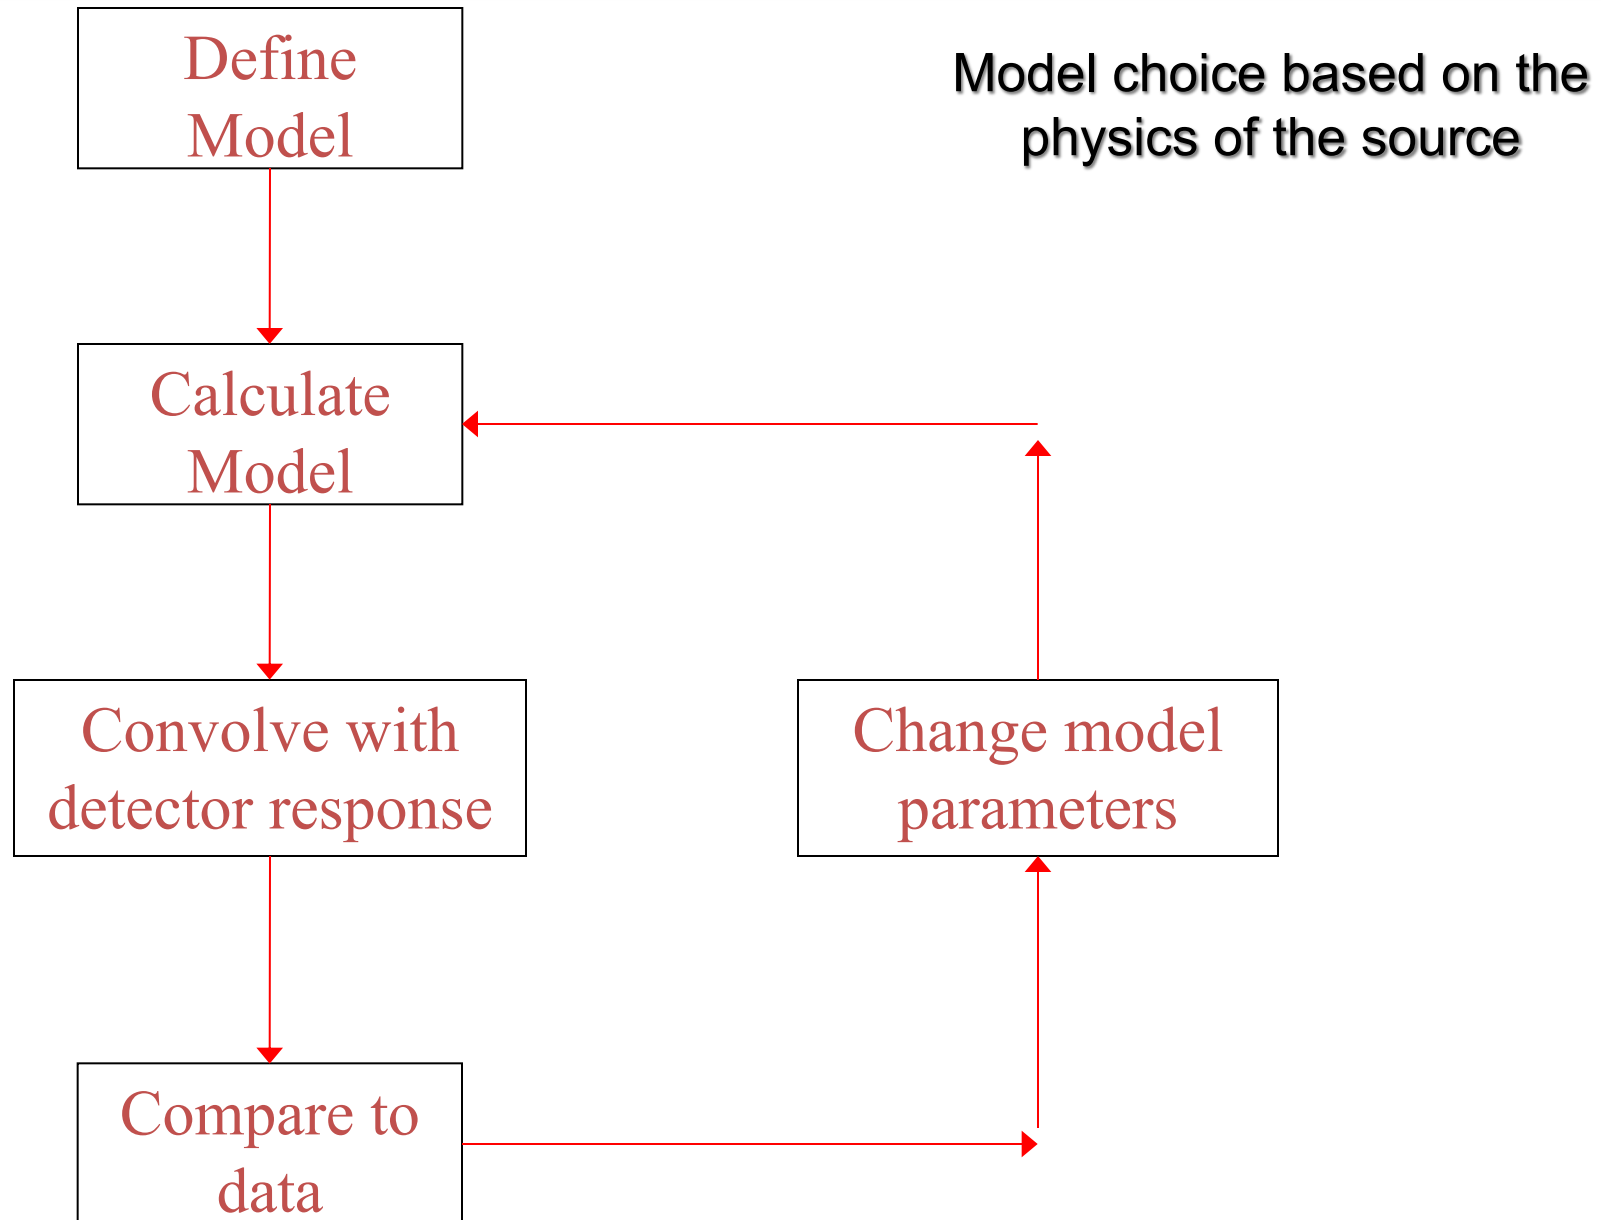 Define
Model
Model choice based on the
physics of the source
Calculate
Model
Convolve with
detector response
Change model
parameters
Compare to
data